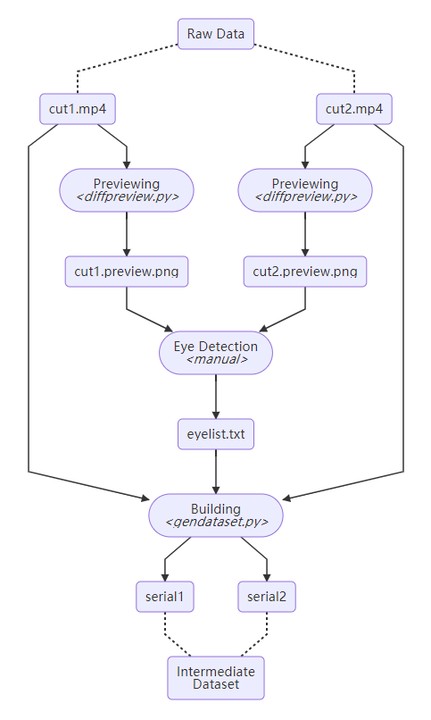 Raw Data
cut1.mp4
cut2.mp4
Previewing
<diffpreview.py>
Previewing
<diffpreview.py>
cut1.preview.png
cut2.preview.png
Eye Detection
<manual>
eyelist.txt
Building
<gendataset.py>
serial1
serial2
Intermediate
Dataset